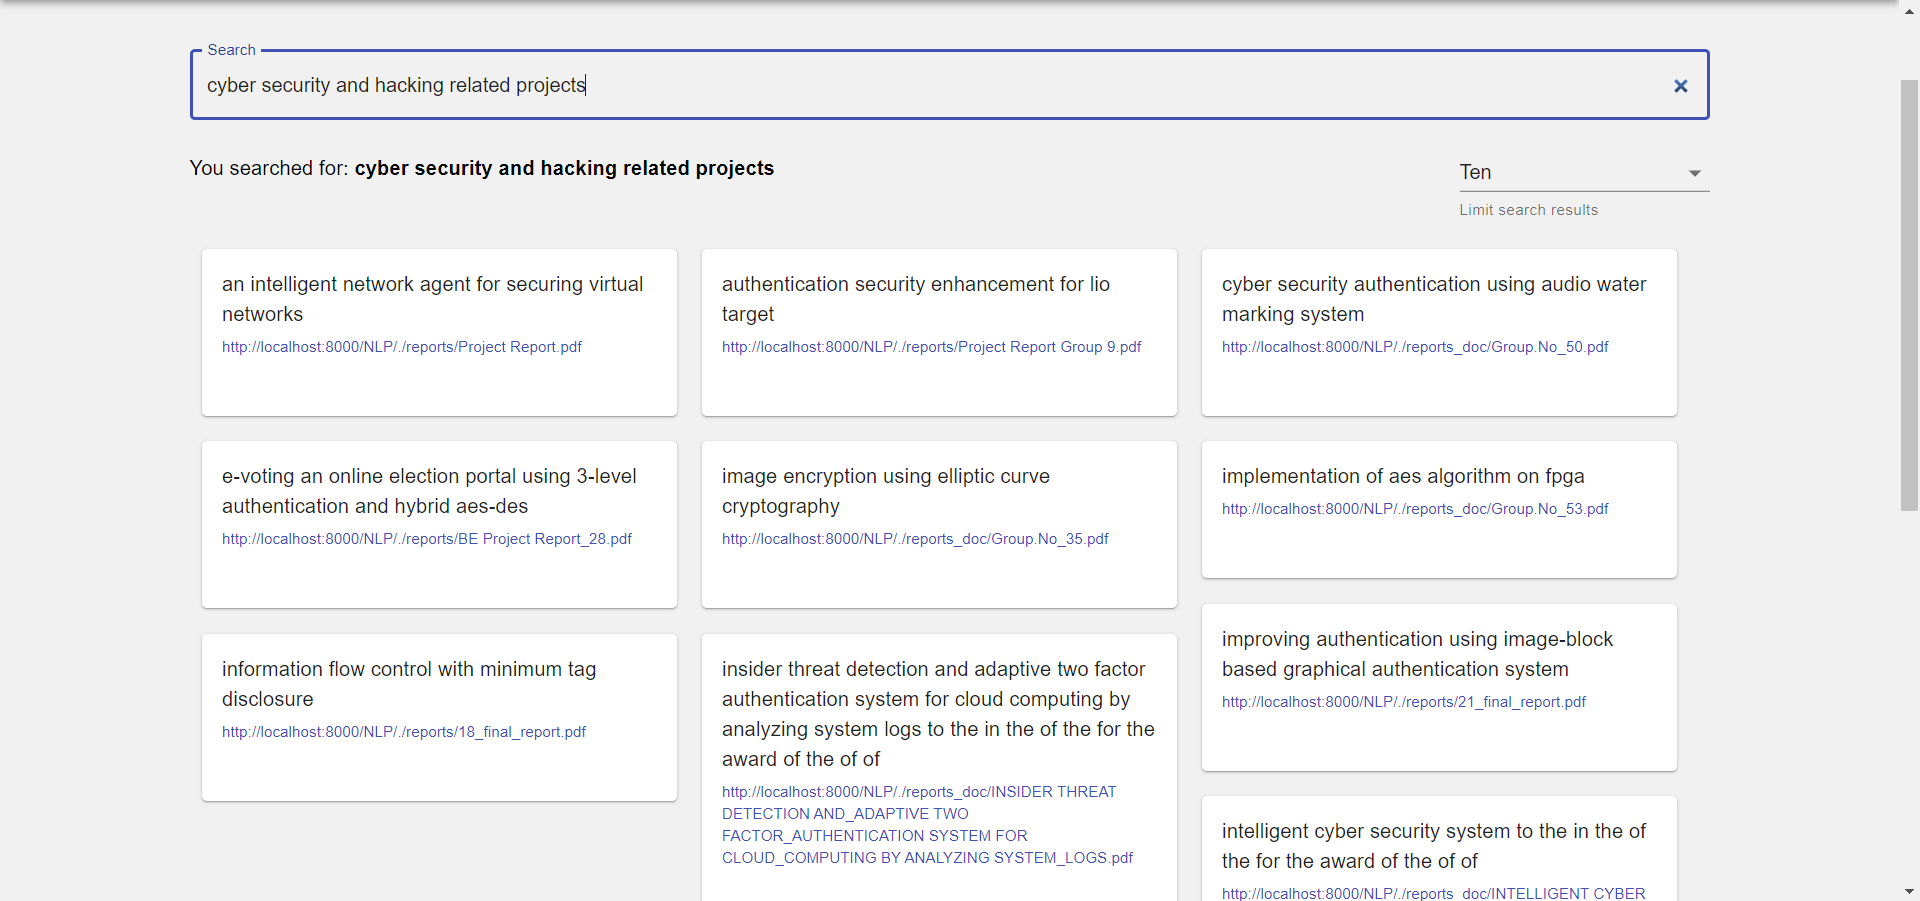 Search
cyber security and hacking related projects
×
You searched for: cyber security and hacking related projects
Ten
Limit search results
an intelligent network agent for securing virtual
networks
http://localhost:8000/NLP/./reports/Project Report.pdf
authentication security enhancement for lio
target
http://localhost:8000/NLP/./reports/Project Report Group 9.pdf
cyber security authentication using audio water
marking system
http://localhost:8000/NLP/./reports_doc/Group.No_50.pdf
e-voting an online election portal using 3-level
authentication and hybrid aes-des
http://localhost:8000/NLP/./reports/BE Project Report_28.pdf
image encryption using elliptic curve
cryptography
http://localhost:8000/NLP/./reports_doc/Group.No_35.pdf
implementation of aes algorithm on fpga
http://localhost:8000/NLP/./reports_doc/Group.No_53.pdf
information flow control with minimum tag
disclosure
http://localhost:8000/NLP/./reports/18_final_report.pdf
insider threat detection and adaptive two factor
authentication system for cloud computing by
analyzing system logs to the in the of the for the
award of the of of
http://localhost:8000/NLP/./reports_doc/INSIDER THREAT
DETECTION AND_ADAPTIVE TWO
FACTOR_AUTHENTICATION SYSTEM FOR
CLOUD_COMPUTING BY ANALYZING SYSTEM_LOGS.pdf
improving authentication using image-block
based graphical authentication system
http://localhost:8000/NLP/./reports/21_final_report.pdf
intelligent cyber security system to the in the of
the for the award of the of of
http://localhost:8000/NLP/./reports_doc/INTELLIGENT CYBER